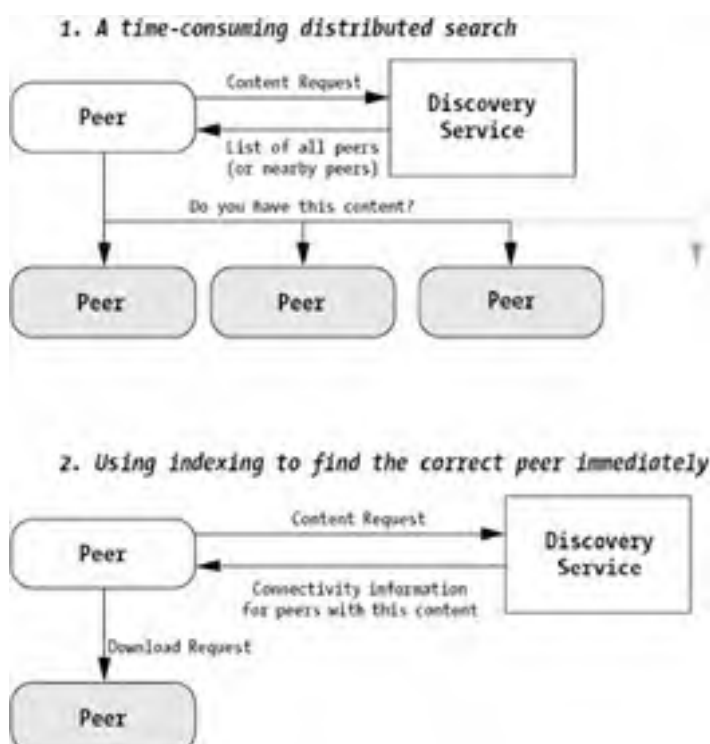 1. A time-consuming distributed search
Content Request
Peer
Discovery
Service
List of all peers
(or nearby peers)
Do you have this content?
Peer
Peer
Peer
2. Using indexing to find the correct peer immediately
Content Request
Peer
Discovery
Service
Connectivity information
for peers with this content
Download Request
Peer